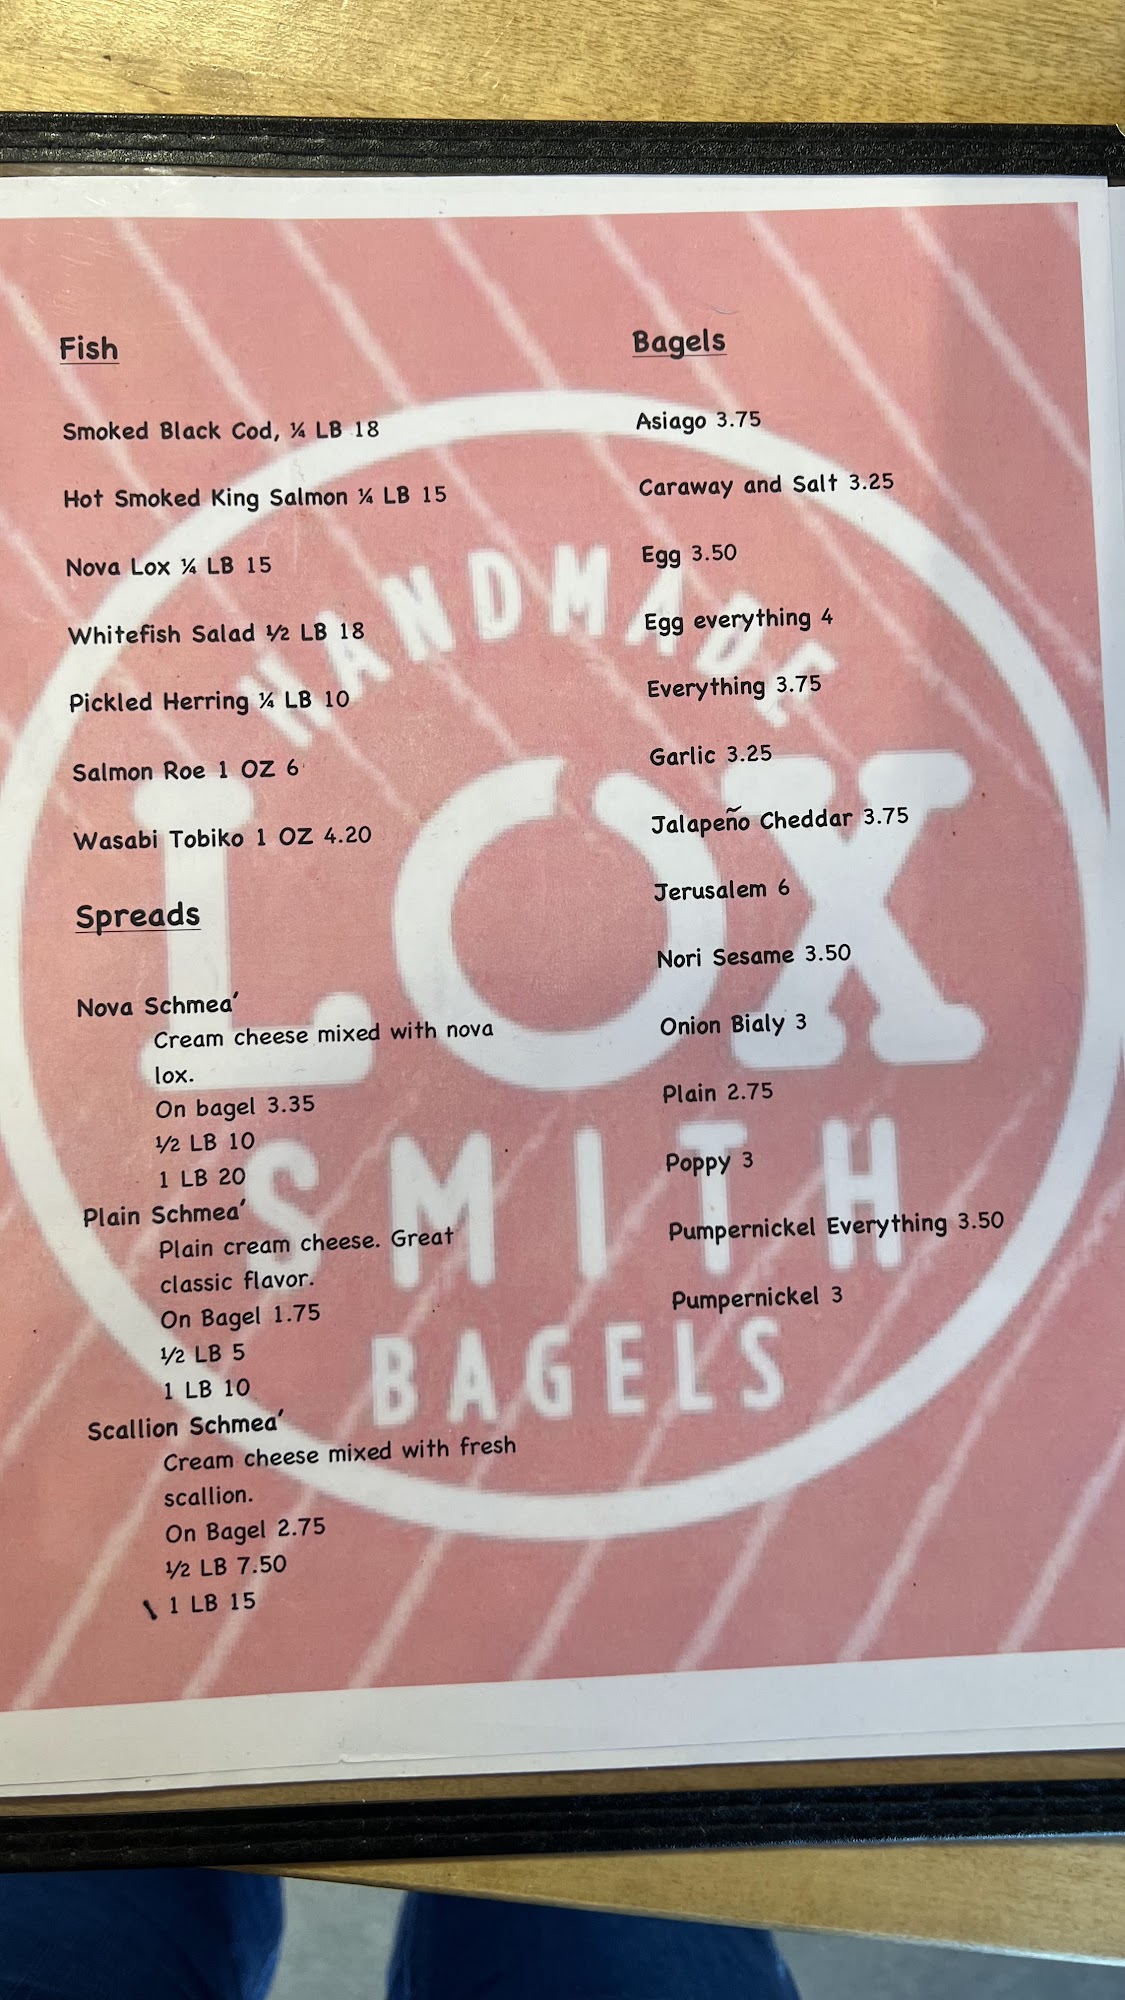 Fish
Smoked Black Cod, ¼ LB 18
Hot Smoked King Salmon ¼ LB 15
Nova Lox ¼ LB 15
Whitefish Salad ½ LB 18
Pickled Herring ¼ LB 10
Salmon Roe 1 OZ 6
Wasabi Tobiko 1 OZ 4.20
Spreads
Nova Schmea’
Cream cheese mixed with nova
lox.
On bagel 3.35
½ LB 10
1 LB 20
Plain Schmea’
Plain cream cheese. Great
classic flavor.
On Bagel 1.75
½ LB 5
1 LB 10
Scallion Schmea’
Cream cheese mixed with fresh
scallion.
On Bagel 2.75
½ LB 7.50
1 LB 15
Bagels
Asiago 3.75
Caraway and Salt 3.25
Egg 3.50
Egg everything 4
Everything 3.75
Garlic 3.25
Jalapeño Cheddar 3.75
Jerusalem 6
Nori Sesame 3.50
Onion Bialy 3
Plain 2.75
Poppy 3
Pumpernickel Everything 3.50
Pumpernickel 3
HANDMADE
LOX
SMITH
BAGELS